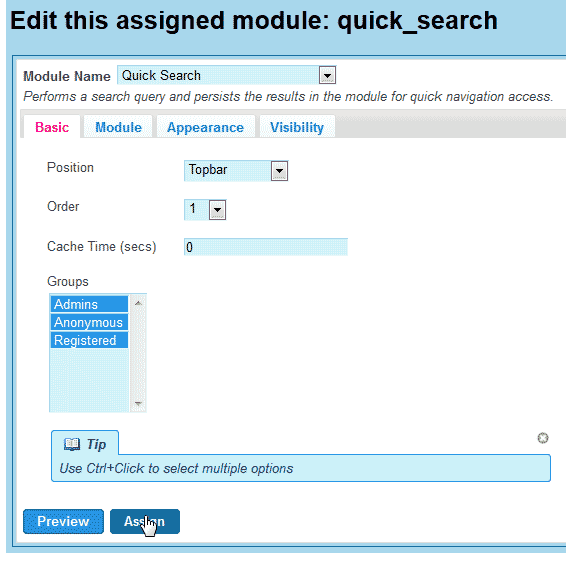 Edit this assigned module: quick_search
Module Name Quick Search
Performs a search query and persists the results in the module for quick navigation access.
Basic Module Appearance Visibility
Position Topbar
Order 1
Cache Time (secs) 0
Groups
Admins
Anonymous
Registered
Tip
Use Ctrl+Click to select multiple options
Preview Assign